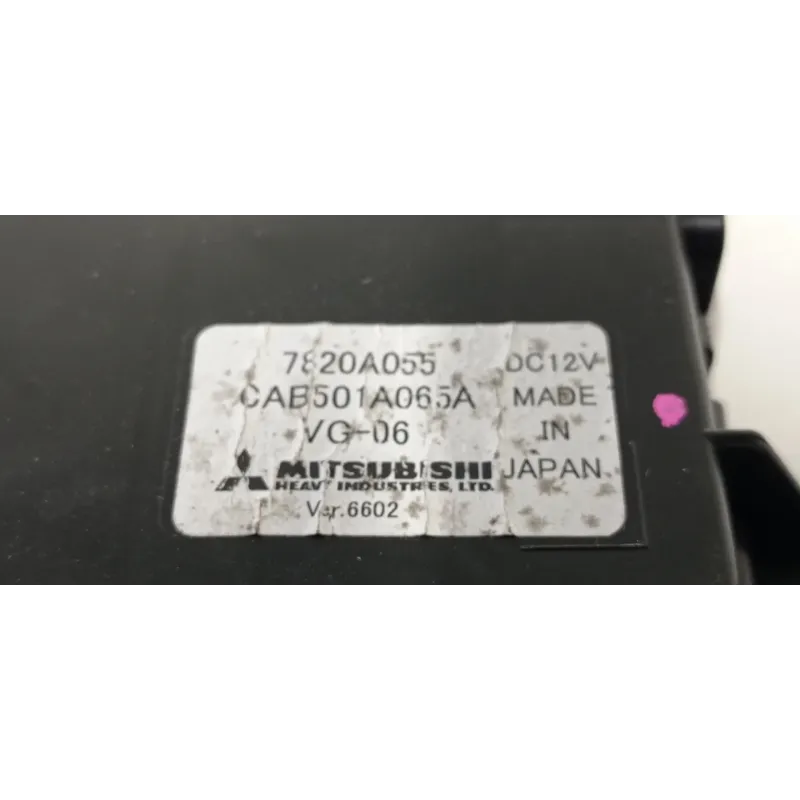 7820A055 DC12V
CAB501A065A MADE
VG-06 IN
MITSUBISHI JAPAN
HEAVY INDUSTRIES, LTD.
Ver.6602